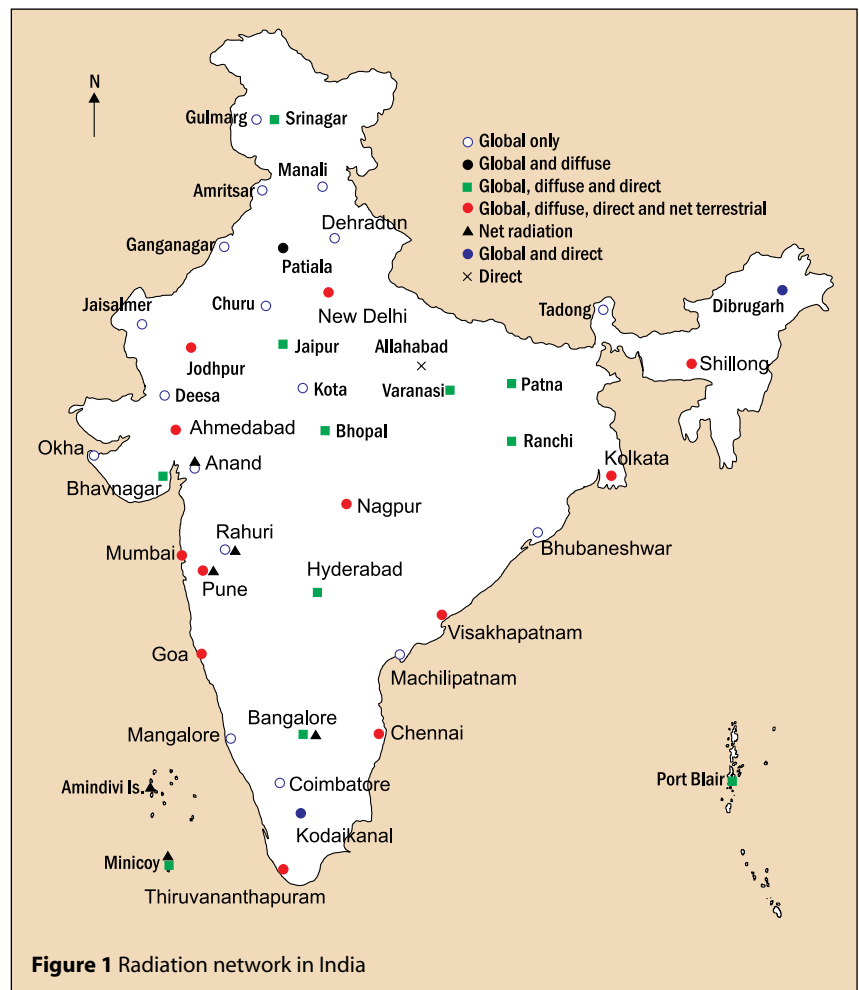 N
Gulmarg
Srinagar
Global only
Global and diffuse
Global, diffuse and direct
Global, diffuse, direct and net terrestrial
Net radiation
Global and direct
Direct
Manali
Amritsar
Dehradun
Ganganagar
Patiala
Jaisalmer
Churu
New Delhi
Tadong
Dibrugarh
Jodhpur
Jaipur
Allahabad
Shillong
Deesa
Kota
Varanasi
Patna
Ahmedabad
Bhopal
Ranchi
Okha
Anand
Kolkata
Bhavnagar
Nagpur
Rahuri
Bhubaneshwar
Mumbai
Pune
Hyderabad
Visakhapatnam
Goa
Machilipatnam
Bangalore
Mangalore
Chennai
Amindivi Is.
Coimbatore
Port Blair
Kodaikanal
Minicoy
Thiruvananthapuram
Figure 1 Radiation network in India